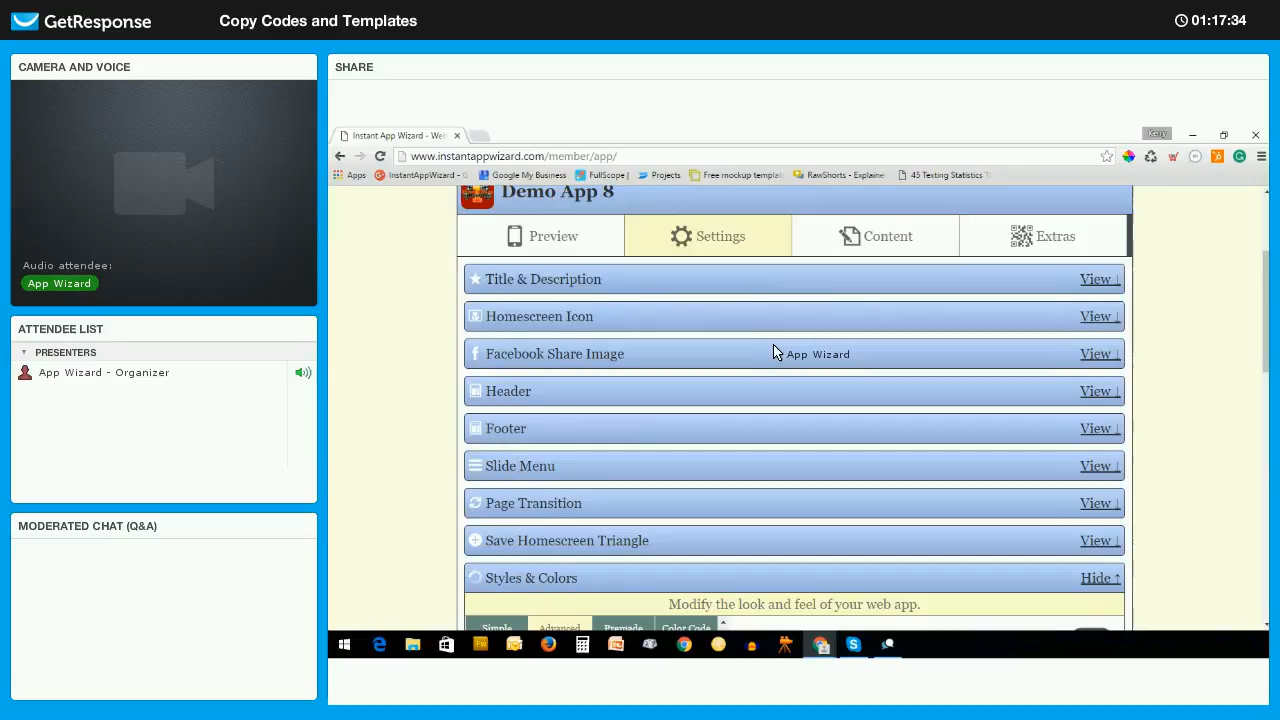 GetResponse
Copy Codes and Templates
01:17:34
CAMERA AND VOICE
Audio attendee:
App Wizard
ATTENDEE LIST
PRESENTERS
App Wizard - Organizer
MODERATED CHAT (Q&A)
SHARE
Instant App Wizard - Web
Kerry
www.instantappwizard.com/member/app/
Apps
InstantAppWizard - G
Google My Business
FullScope |
Projects
Free mockup templat
RawShorts - Explaine
45 Texting Statistics T
Demo App 8
Preview
Settings
Content
Extras
Title & Description View ↓
Homescreen Icon View ↓
Facebook Share Image View ↓
App Wizard
Header View ↓
Footer View ↓
Slide Menu View ↓
Page Transition View ↓
Save Homescreen Triangle View ↓
Styles & Colors Hide ↑
Modify the look and feel of your web app.
Simple Advanced Premade Color Code